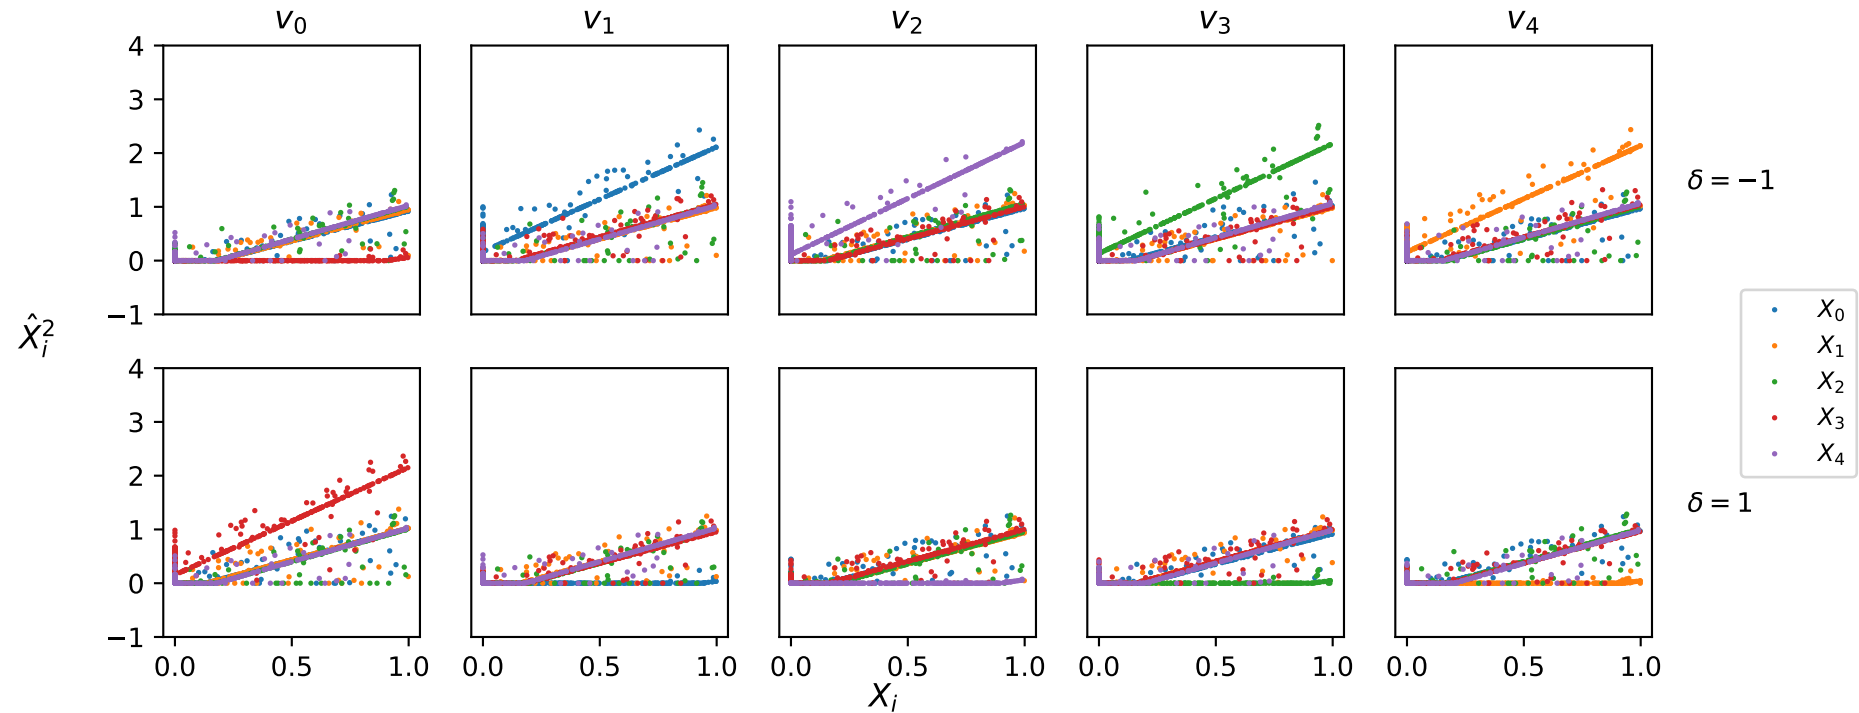 v₀ v₁ v₂ v₃ v₄
4
3
2
1
0
−1
δ = −1
X̂ᵢ²
4
3
2
1
0
−1
δ = 1
X₀
X₁
X₂
X₃
X₄
0.0 0.5 1.0 0.0 0.5 1.0 0.0 0.5 1.0 0.0 0.5 1.0 0.0 0.5 1.0
Xᵢ